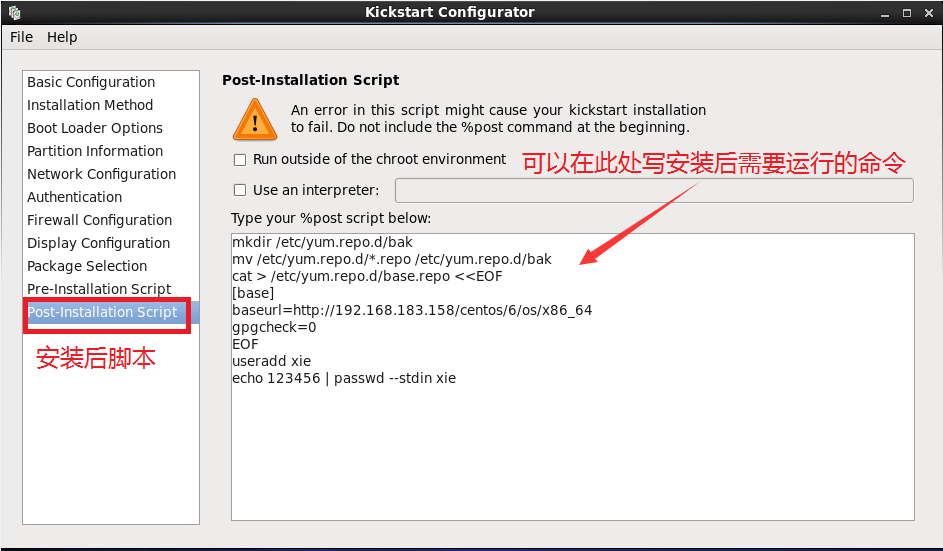 Kickstart Configurator
File Help
Basic Configuration
Installation Method
Boot Loader Options
Partition Information
Network Configuration
Authentication
Firewall Configuration
Display Configuration
Package Selection
Pre-Installation Script
Post-Installation Script
安装后脚本
Post-Installation Script
An error in this script might cause your kickstart installation
to fail. Do not include the %post command at the beginning.
Run outside of the chroot environment
可以在此处写安装后需要运行的命令
Use an interpreter:
Type your %post script below:
mkdir /etc/yum.repo.d/bak
mv /etc/yum.repo.d/*.repo /etc/yum.repo.d/bak
cat > /etc/yum.repo.d/base.repo <<EOF
[base]
baseurl=http://192.168.183.158/centos/6/os/x86_64
gpgcheck=0
EOF
useradd xie
echo 123456 | passwd --stdin xie